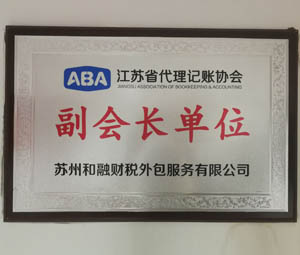 ABA 江苏省代理记账协会
JIANGSU ASSOCIATION OF BOOKKEEPING & ACCOUNTING
副会长单位
苏州和融财税外包服务有限公司